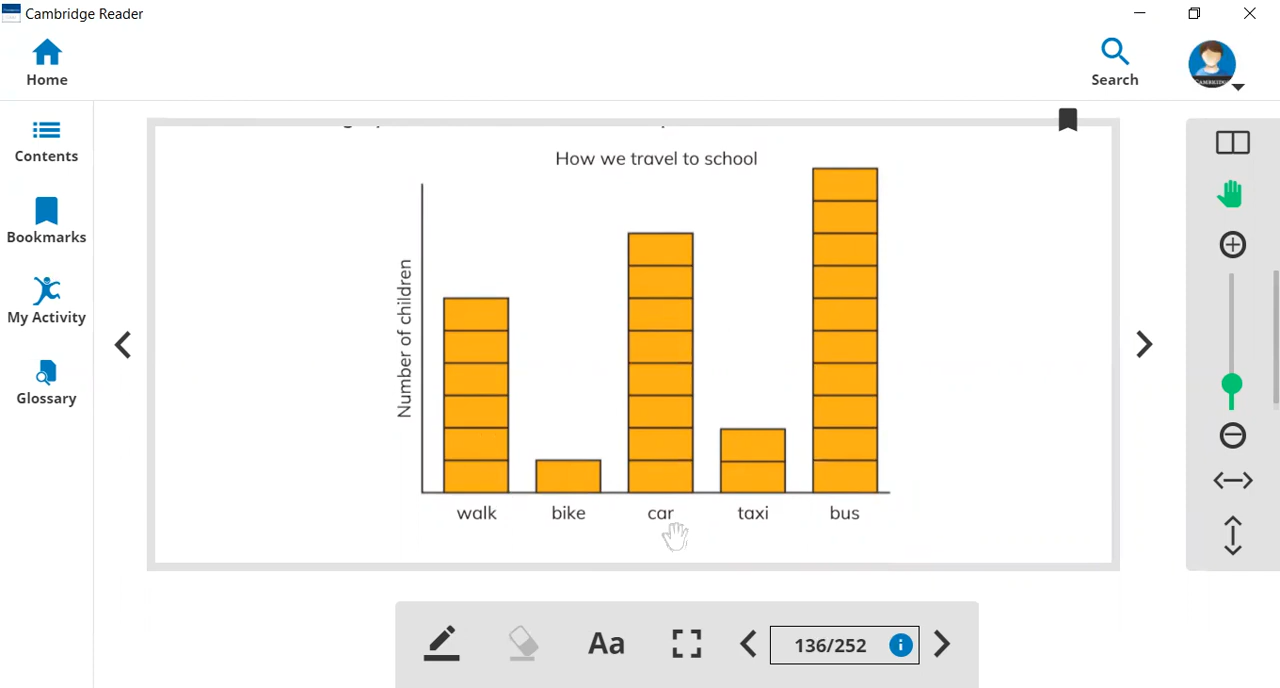 Cambridge Reader
Home
Search
Contents
Bookmarks
My Activity
Glossary
How we travel to school
Number of children
walk bike car taxi bus
Aa
136/252